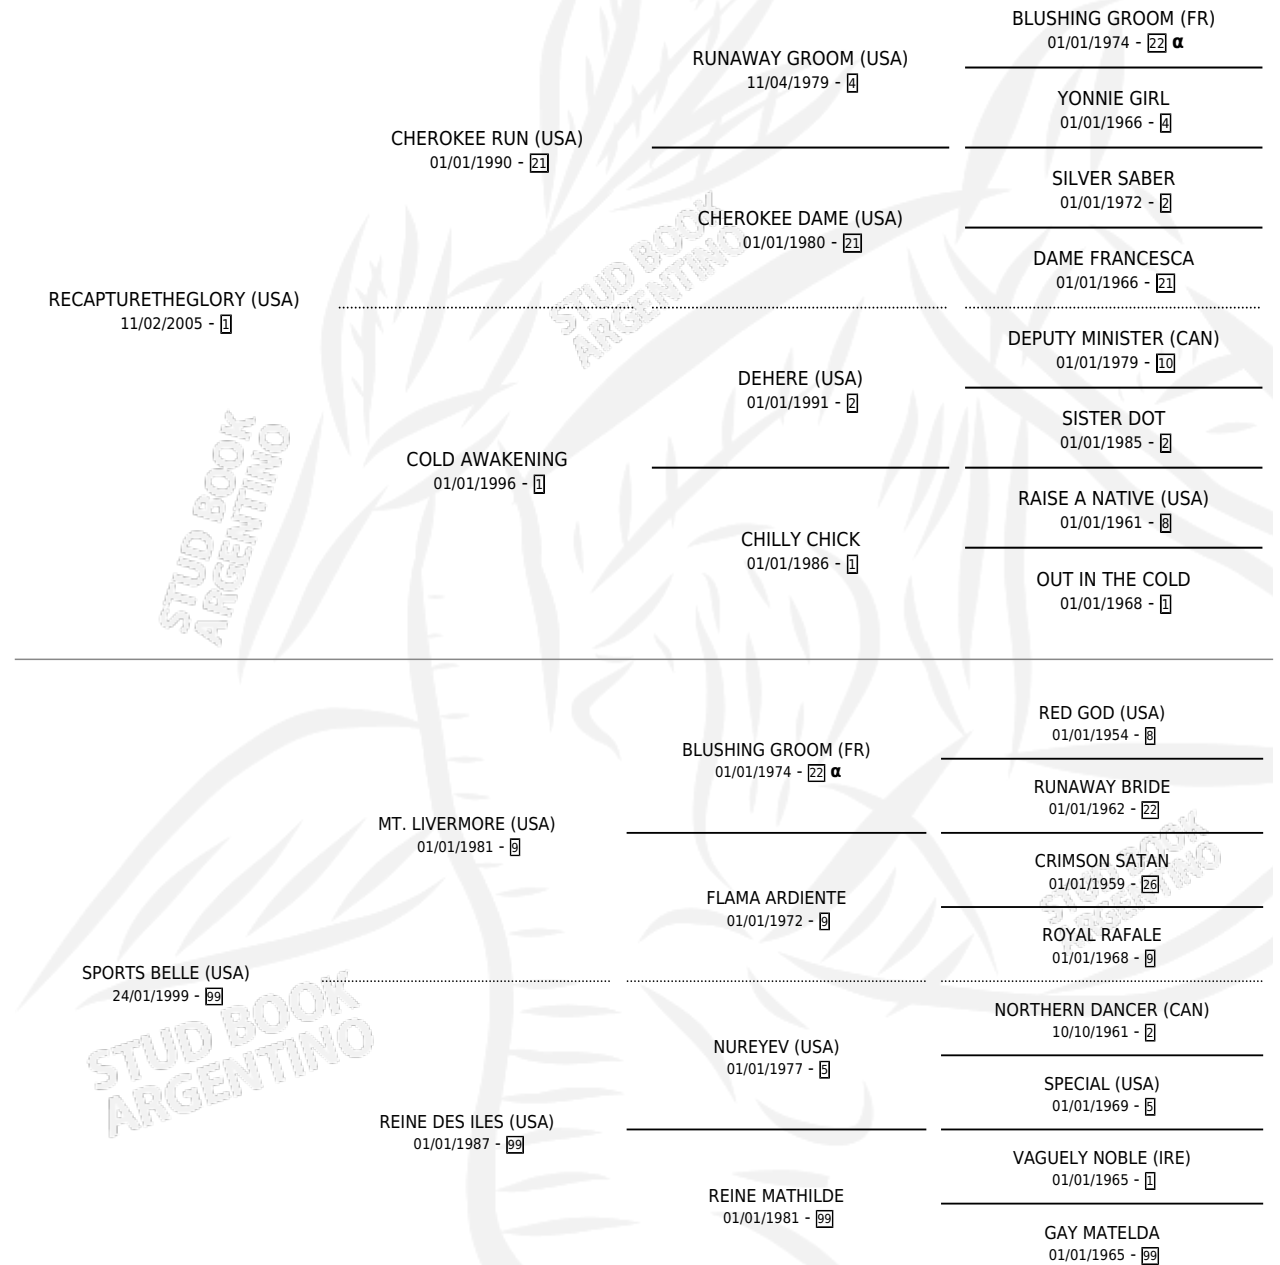 BLUSHING GROOM (FR)
01/01/1974 - 22 α
RUNAWAY GROOM (USA)
11/04/1979 - 4
YONNIE GIRL
01/01/1966 - 4
CHEROKEE RUN (USA)
01/01/1990 - 21
SILVER SABER
01/01/1972 - 2
CHEROKEE DAME (USA)
01/01/1980 - 21
DAME FRANCESCA
01/01/1966 - 21
RECAPTURETHEGLORY (USA)
11/02/2005 - 1
DEPUTY MINISTER (CAN)
01/01/1979 - 10
DEHERE (USA)
01/01/1991 - 2
SISTER DOT
01/01/1985 - 2
COLD AWAKENING
01/01/1996 - 1
RAISE A NATIVE (USA)
01/01/1961 - 8
CHILLY CHICK
01/01/1986 - 1
OUT IN THE COLD
01/01/1968 - 1
RED GOD (USA)
01/01/1954 - 8
BLUSHING GROOM (FR)
01/01/1974 - 22 α
RUNAWAY BRIDE
01/01/1962 - 22
MT. LIVERMORE (USA)
01/01/1981 - 9
CRIMSON SATAN
01/01/1959 - 26
FLAMA ARDIENTE
01/01/1972 - 9
ROYAL RAFALE
01/01/1968 - 9
SPORTS BELLE (USA)
24/01/1999 - 99
NORTHERN DANCER (CAN)
10/10/1961 - 2
NUREYEV (USA)
01/01/1977 - 5
SPECIAL (USA)
01/01/1969 - 5
REINE DES ILES (USA)
01/01/1987 - 99
VAGUELY NOBLE (IRE)
01/01/1965 - 1
REINE MATHILDE
01/01/1981 - 99
GAY MATELDA
01/01/1965 - 99
STUD BOOK
ARGENTINO
STUD BOOK
ARGENTINO
STUD BOOK
ARGENTINO
STUD BOOK
ARGENTINO